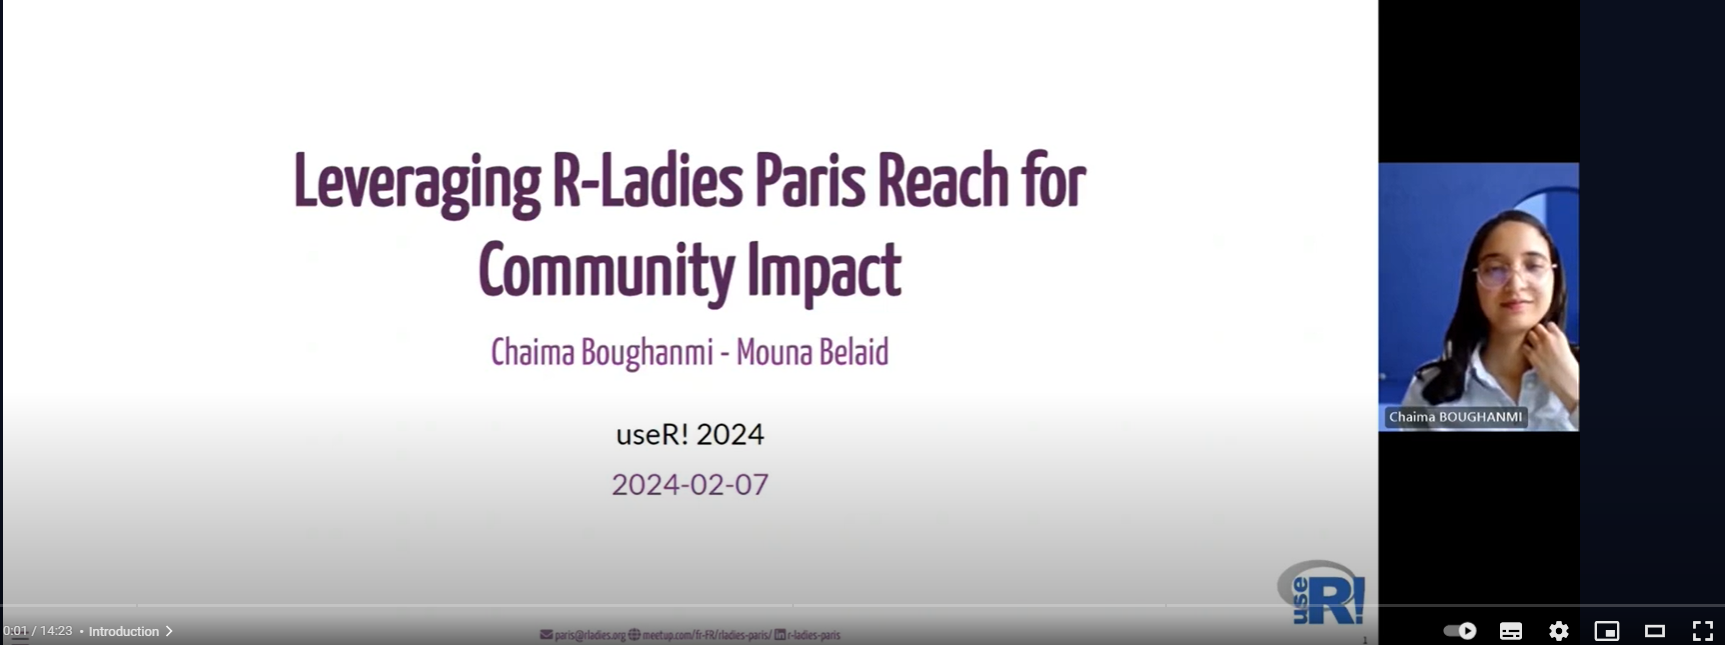 Leveraging R-Ladies Paris Reach for
Community Impact
Chaima Boughanmi - Mouna Belaid
useR! 2024
2024-02-07
Chaima BOUGHANMI
useR!
0:01 / 14:23 • Introduction
paris@rladies.org meetup.com/fr-FR/rladies-paris/ r-ladies-paris
1